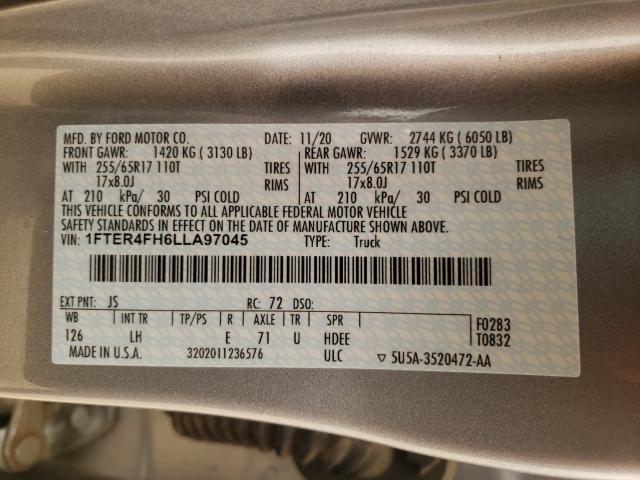 MFD. BY FORD MOTOR CO. DATE: 11/20 GVWR: 2744 KG ( 6050 LB)
FRONT GAWR: 1420 KG ( 3130 LB) REAR GAWR: 1529 KG ( 3370 LB)
WITH 255/65R17 110T TIRES WITH 255/65R17 110T TIRES
17x8.0J RIMS 17x8.0J RIMS
AT 210 kPa/ 30 PSI COLD AT 210 kPa/ 30 PSI COLD
THIS VEHICLE CONFORMS TO ALL APPLICABLE FEDERAL MOTOR VEHICLE
SAFETY STANDARDS IN EFFECT ON THE DATE OF MANUFACTURE SHOWN ABOVE.
VIN: 1FTER4FH6LLA97045 TYPE: Truck
EXT PNT: JS RC: 72 DSO:
WB INT TR TP/PS R AXLE TR SPR F0283
126 LH E 71 U HDEE T0832
MADE IN U.S.A. 3202011236576 ULC ▽ 5U5A-3520472-AA